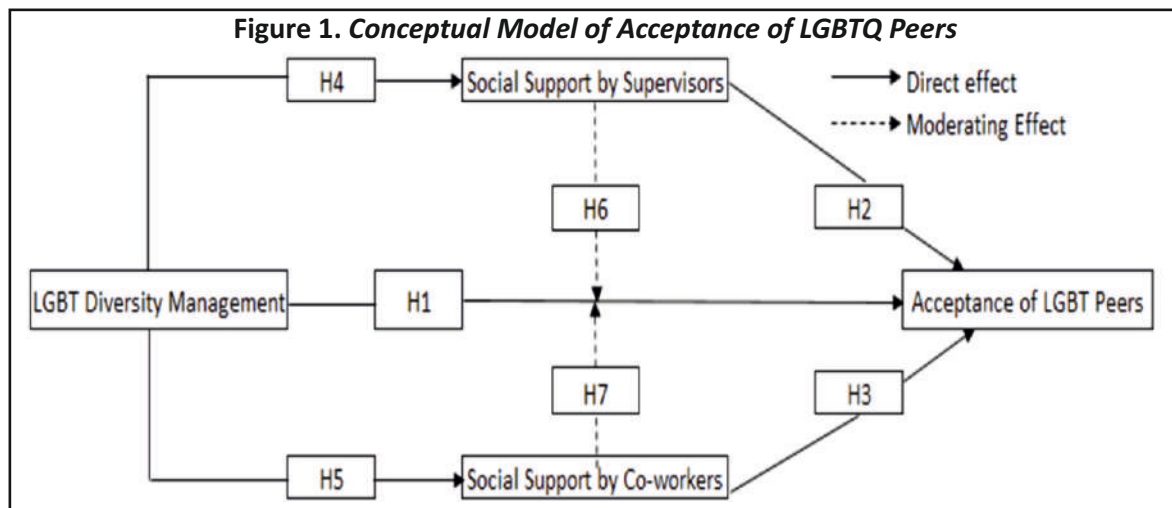 Figure 1. Conceptual Model of Acceptance of LGBTQ Peers
H4
Social Support by Supervisors
Direct effect
Moderating Effect
H6
H2
LGBT Diversity Management
H1
Acceptance of LGBT Peers
H7
H3
H5
Social Support by Co-workers